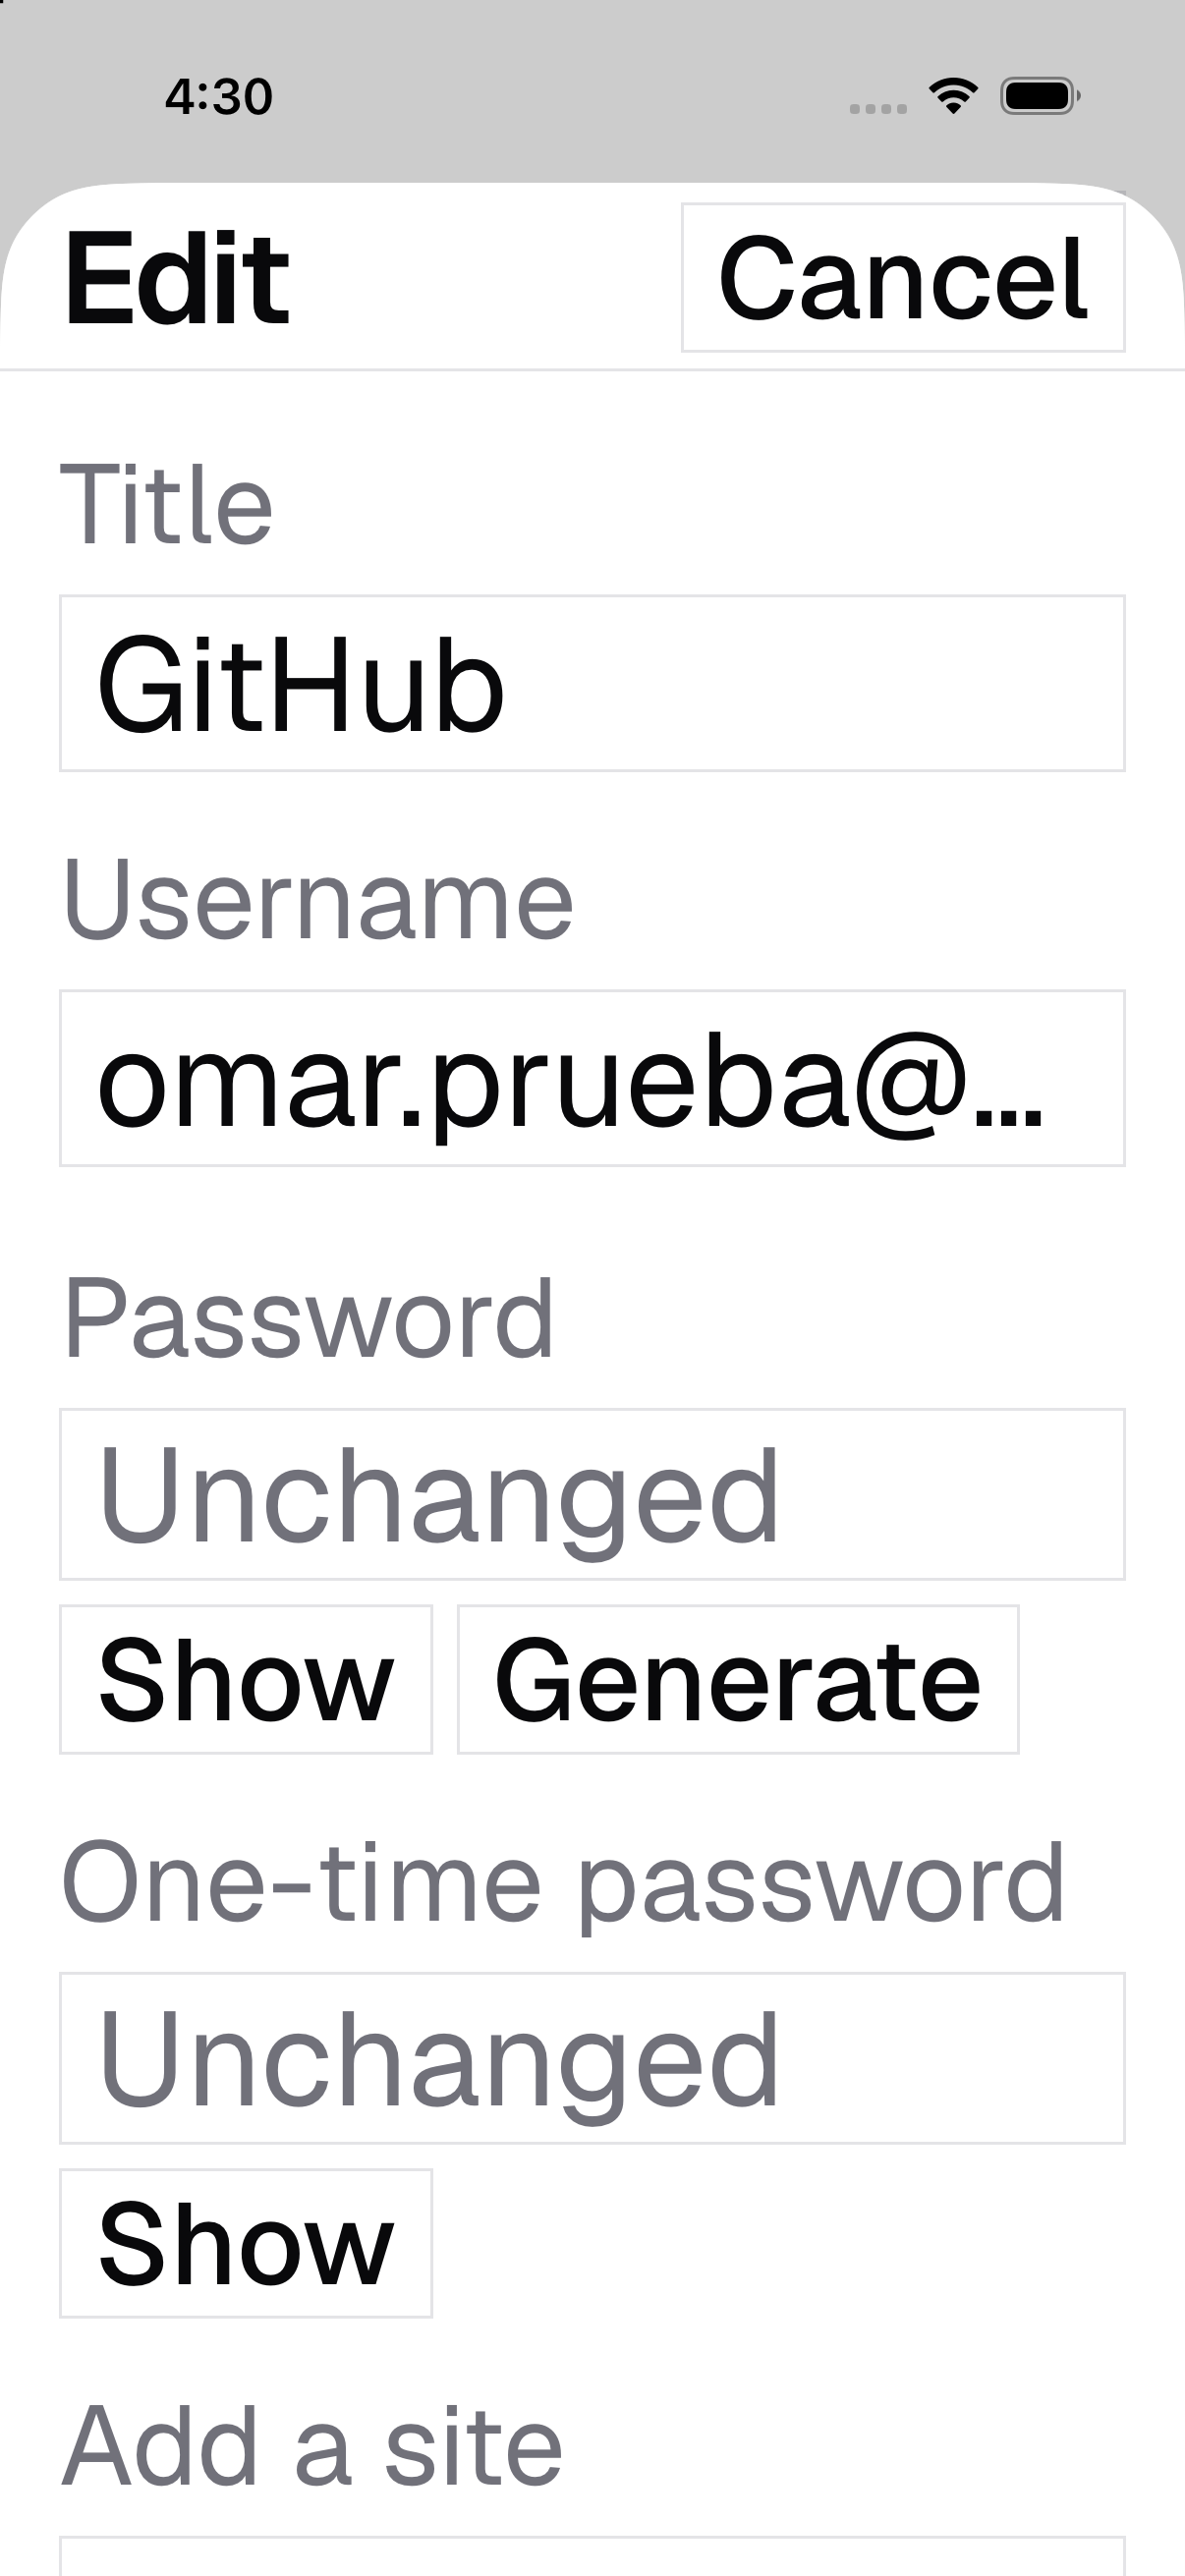 4:30
Edit
Cancel
Title
GitHub
Username
omar.prueba@...
Password
Unchanged
Show
Generate
One-time password
Unchanged
Show
Add a site